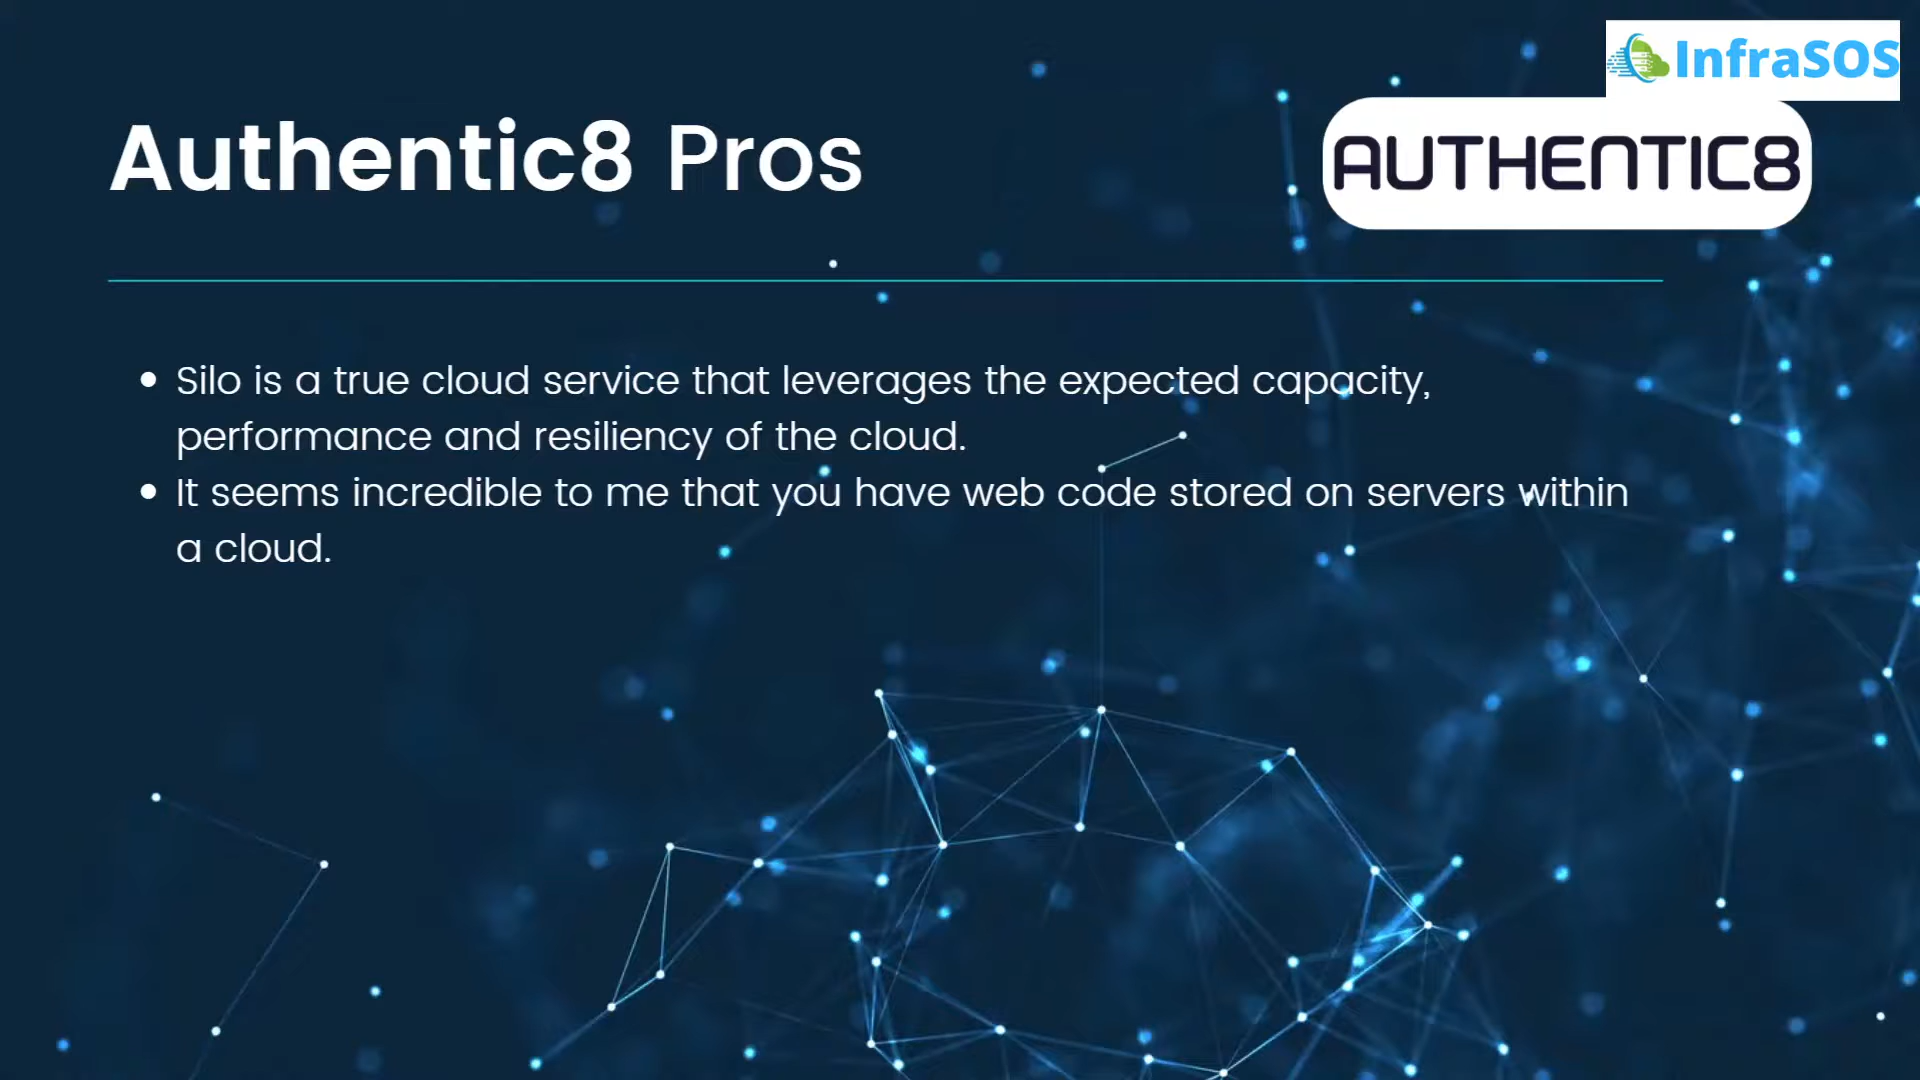 InfraSOS
Authentic8 Pros
AUTHENTIC8
• Silo is a true cloud service that leverages the expected capacity,
performance and resiliency of the cloud.
• It seems incredible to me that you have web code stored on servers within
a cloud.